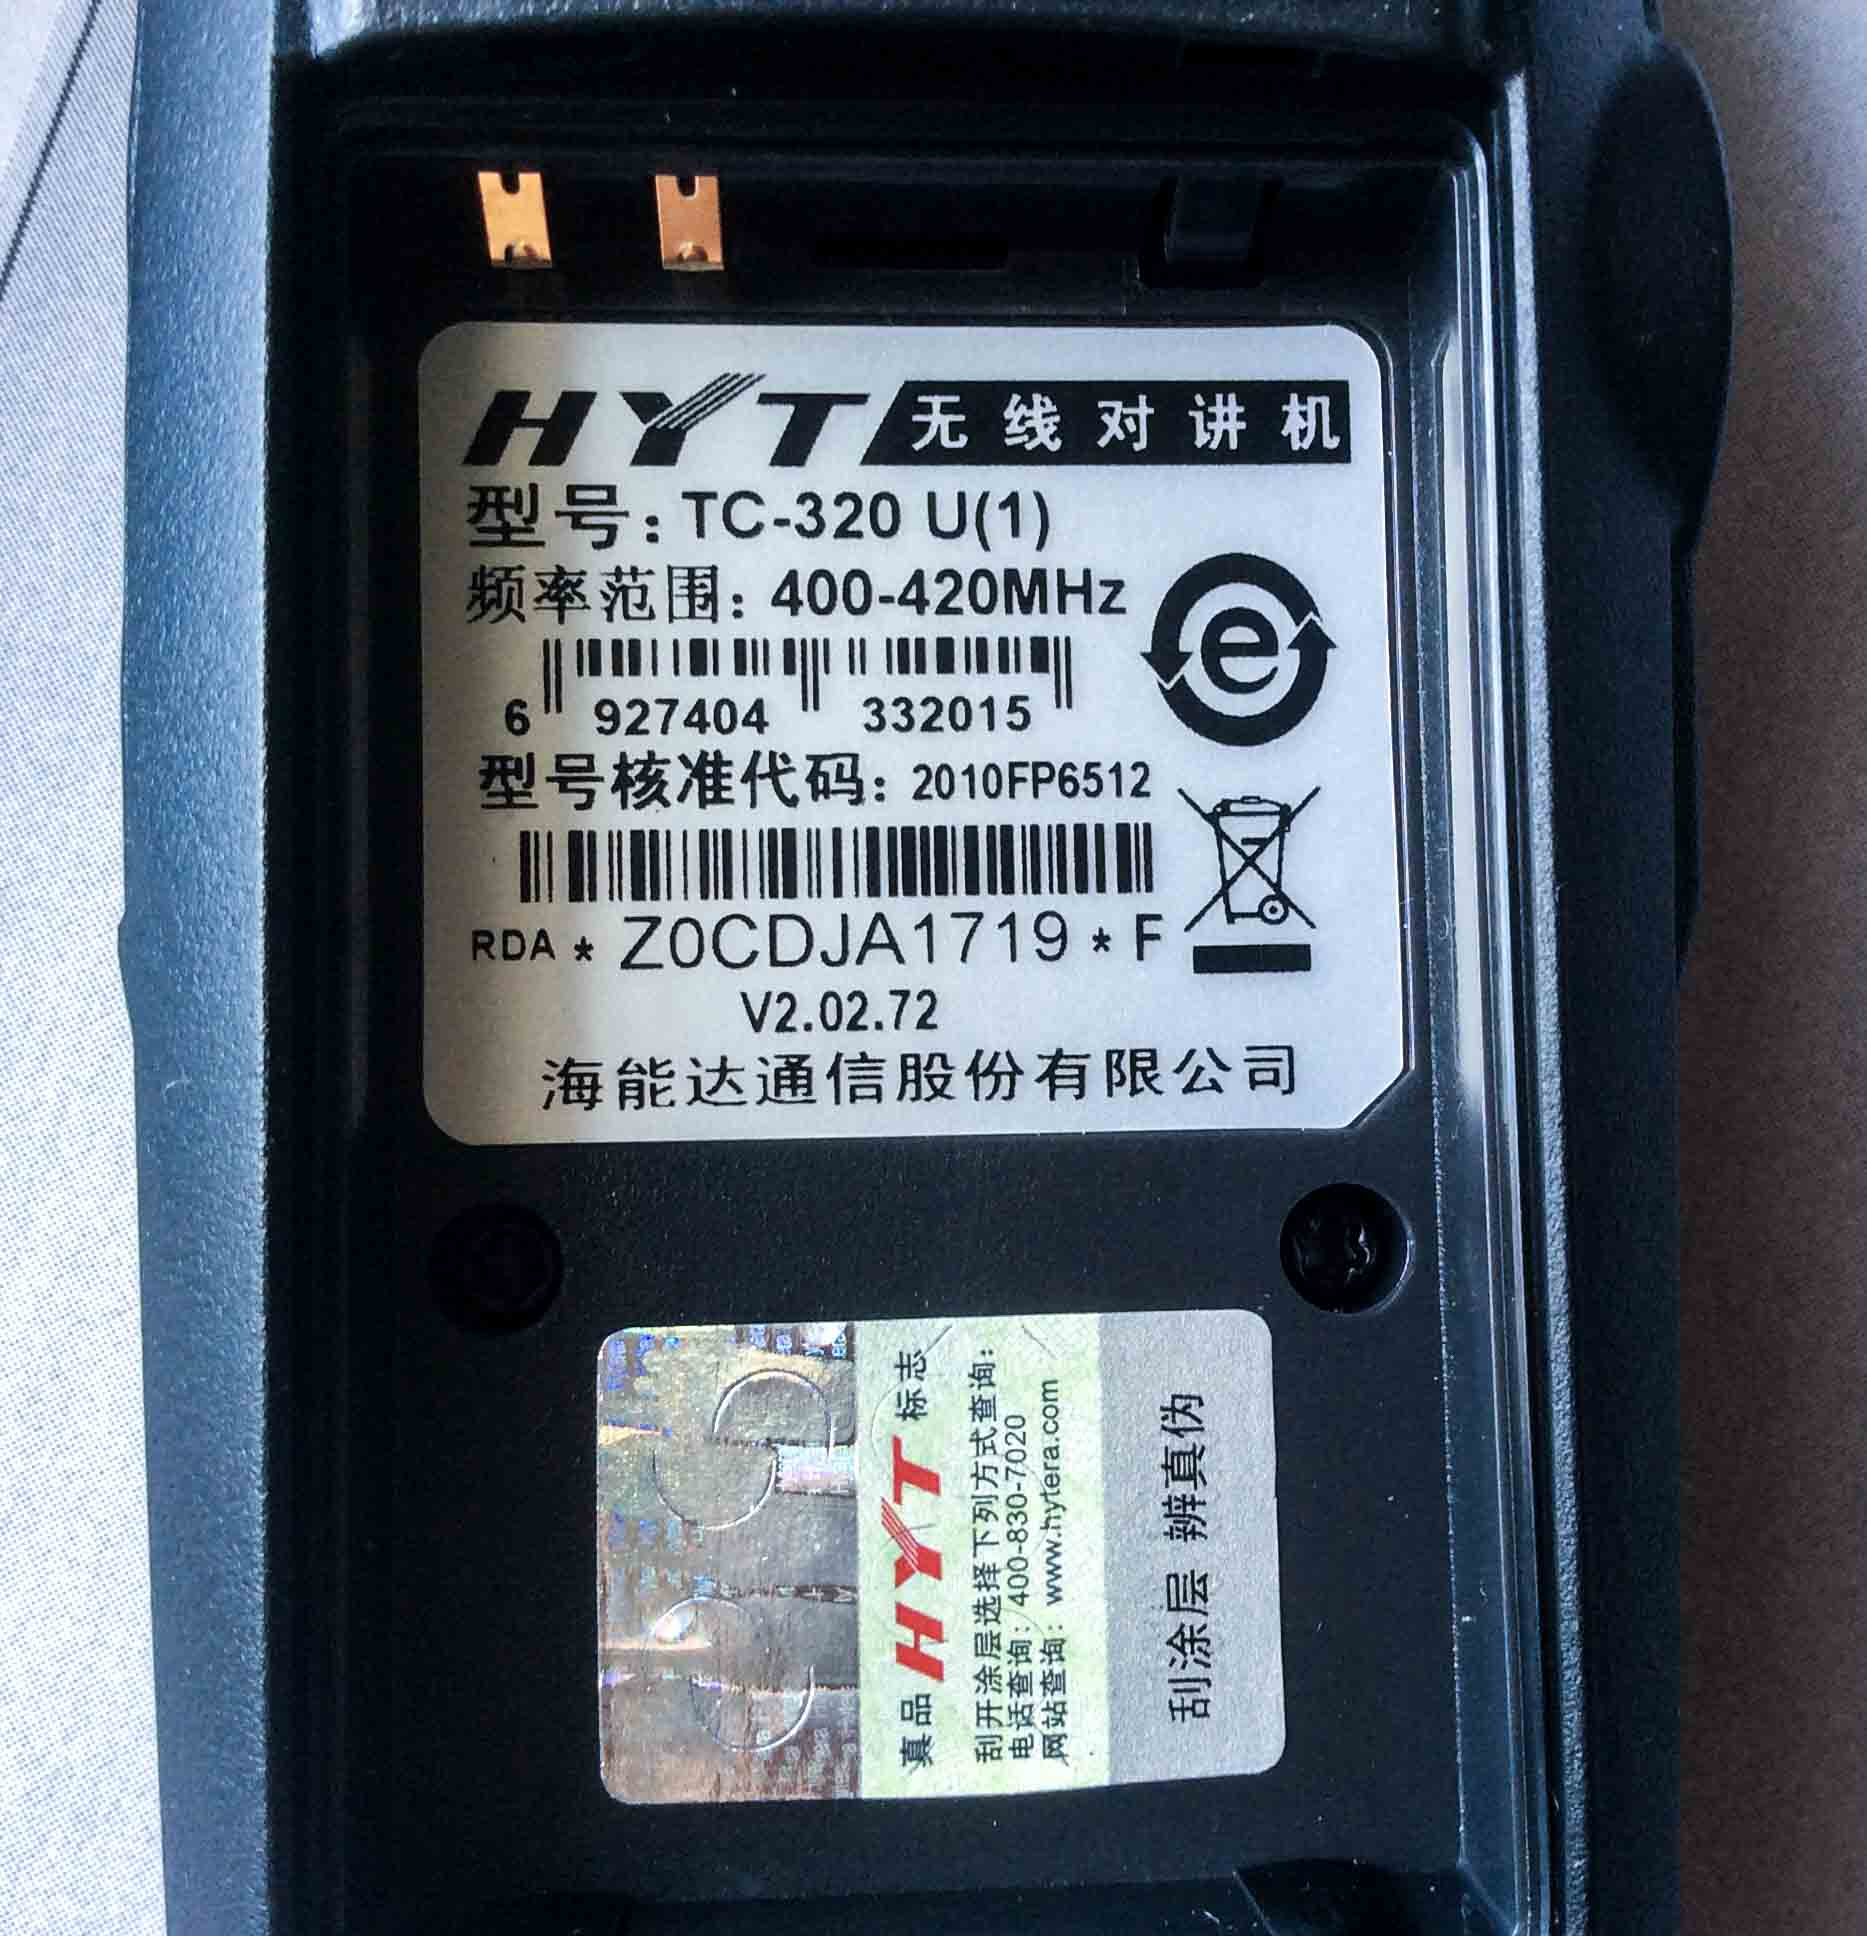 HYT 无线对讲机
型号: TC-320 U(1)
频率范围: 400-420MHz
e
6 927404 332015
型号核准代码: 2010FP6512
RDA * Z0CDJA1719 * F
V2.02.72
海能达通信股份有限公司
真品 HYT 标志
刮开涂层选择下列方式查询:
电话查询: 400-830-7020
网站查询: www.hytera.com
刮涂层 辨真伪